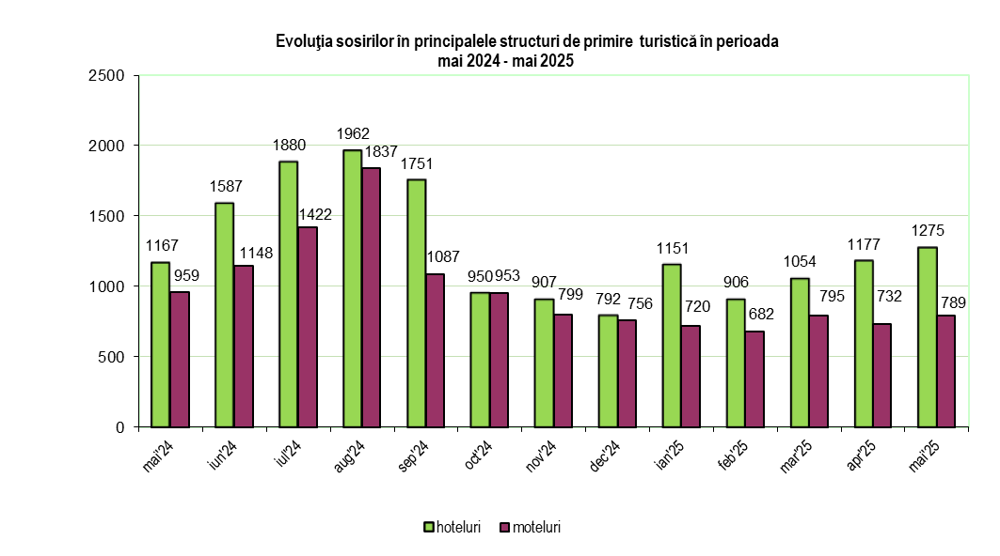 Evoluţia sosirilor în principalele structuri de primire turistică în perioada
mai 2024 - mai 2025
2500
2000
1500
1000
500
0
1167
959
1587
1148
1880
1422
1962
1837
1751
1087
950
953
907
799
792
756
1151
720
906
682
1054
795
1177
732
1275
789
mai'24
iun'24
iul'24
aug'24
sep'24
oct'24
nov'24
dec'24
ian'25
feb'25
mar'25
apr'25
mai'25
hoteluri
moteluri